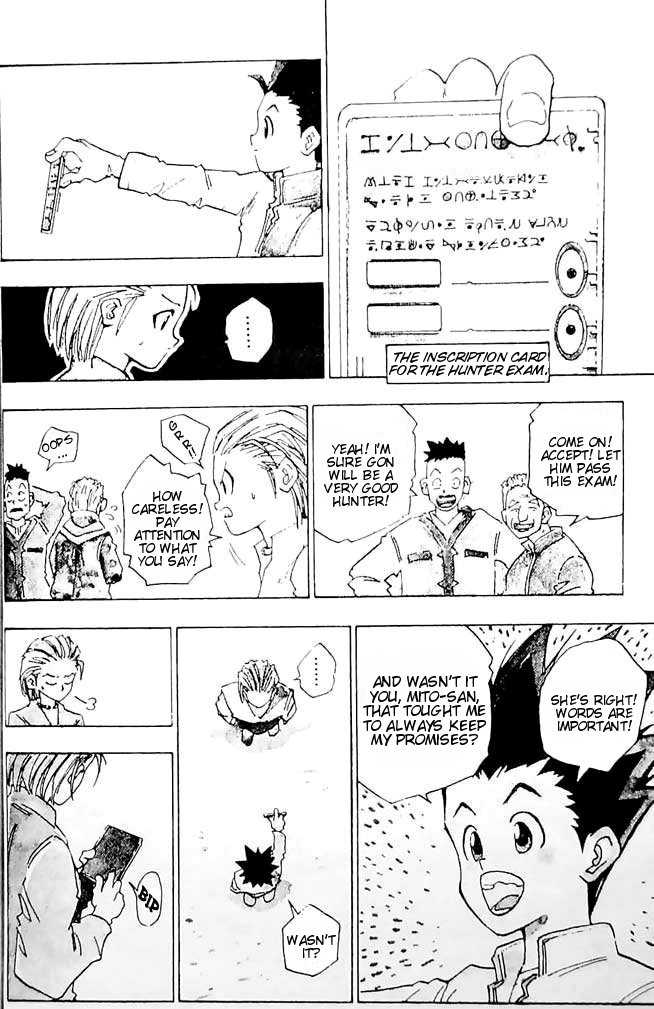 THE INSCRIPTION CARD
FOR THE HUNTER EXAM.
COME ON!
ACCEPT! LET
HIM PASS
THIS EXAM!
YEAH! I'M
SURE GON
WILL BE A
VERY GOOD
HUNTER!
GRR!
HOW
CARELESS!
PAY
ATTENTION
TO WHAT
YOU SAY!
OOPS
...
SHE'S RIGHT!
WORDS ARE
IMPORTANT!
AND WASN'T IT
YOU, MITO-SAN,
THAT TOUGHT ME
TO ALWAYS KEEP
MY PROMISES?
WASN'T
IT?
BIP